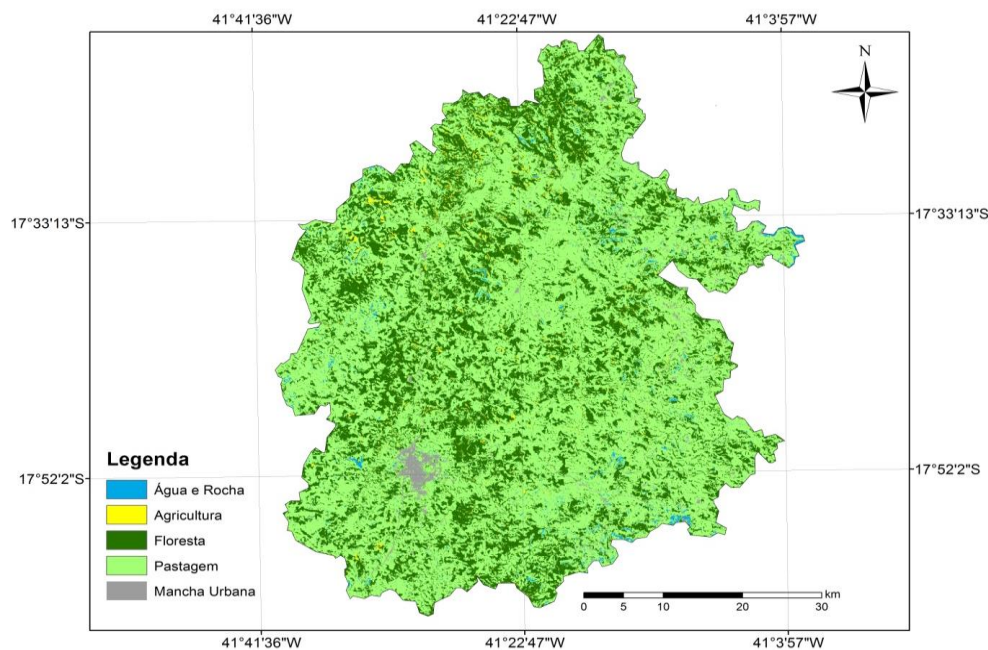 41°41'36"W 41°22'47"W 41°3'57"W
N
17°33'13"S 17°33'13"S
Legenda
17°52'2"S 17°52'2"S
Água e Rocha
Agricultura
Floresta
Pastagem
Mancha Urbana
km
0 5 10 20 30
41°41'36"W 41°22'47"W 41°3'57"W